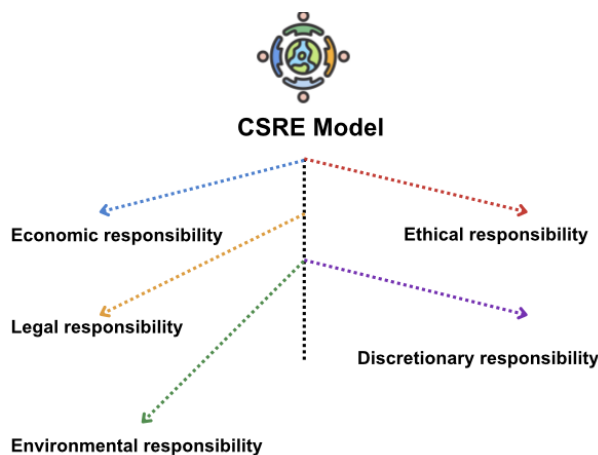 CSRE Model
Economic responsibility
Ethical responsibility
Legal responsibility
Discretionary responsibility
Environmental responsibility